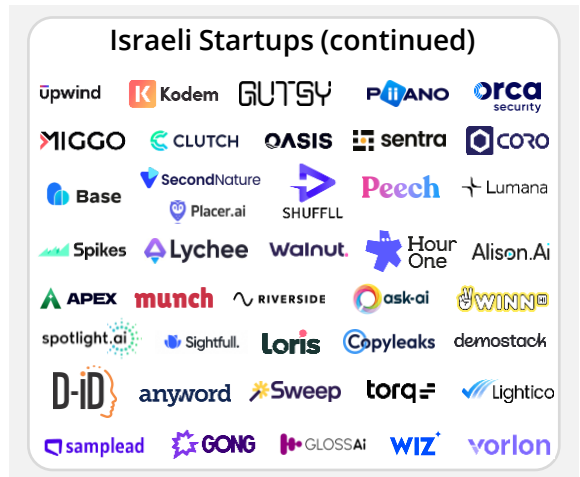 Israeli Startups (continued)
upwind Kodem GUTSY PiiANO orca security
MIGGO CLUTCH OASIS sentra CORO
Base SecondNature Placer.ai SHUFFLL Peech Lumana
Spikes Lychee walnut. Hour One Alison.Ai
APEX munch RIVERSIDE ask-ai WINN AI
spotlight.ai Sightfull. Loris Copyleaks demostack
D-iD anyword Sweep torq Lightico
samplead GONG GLOSSAi WIZ vorlon